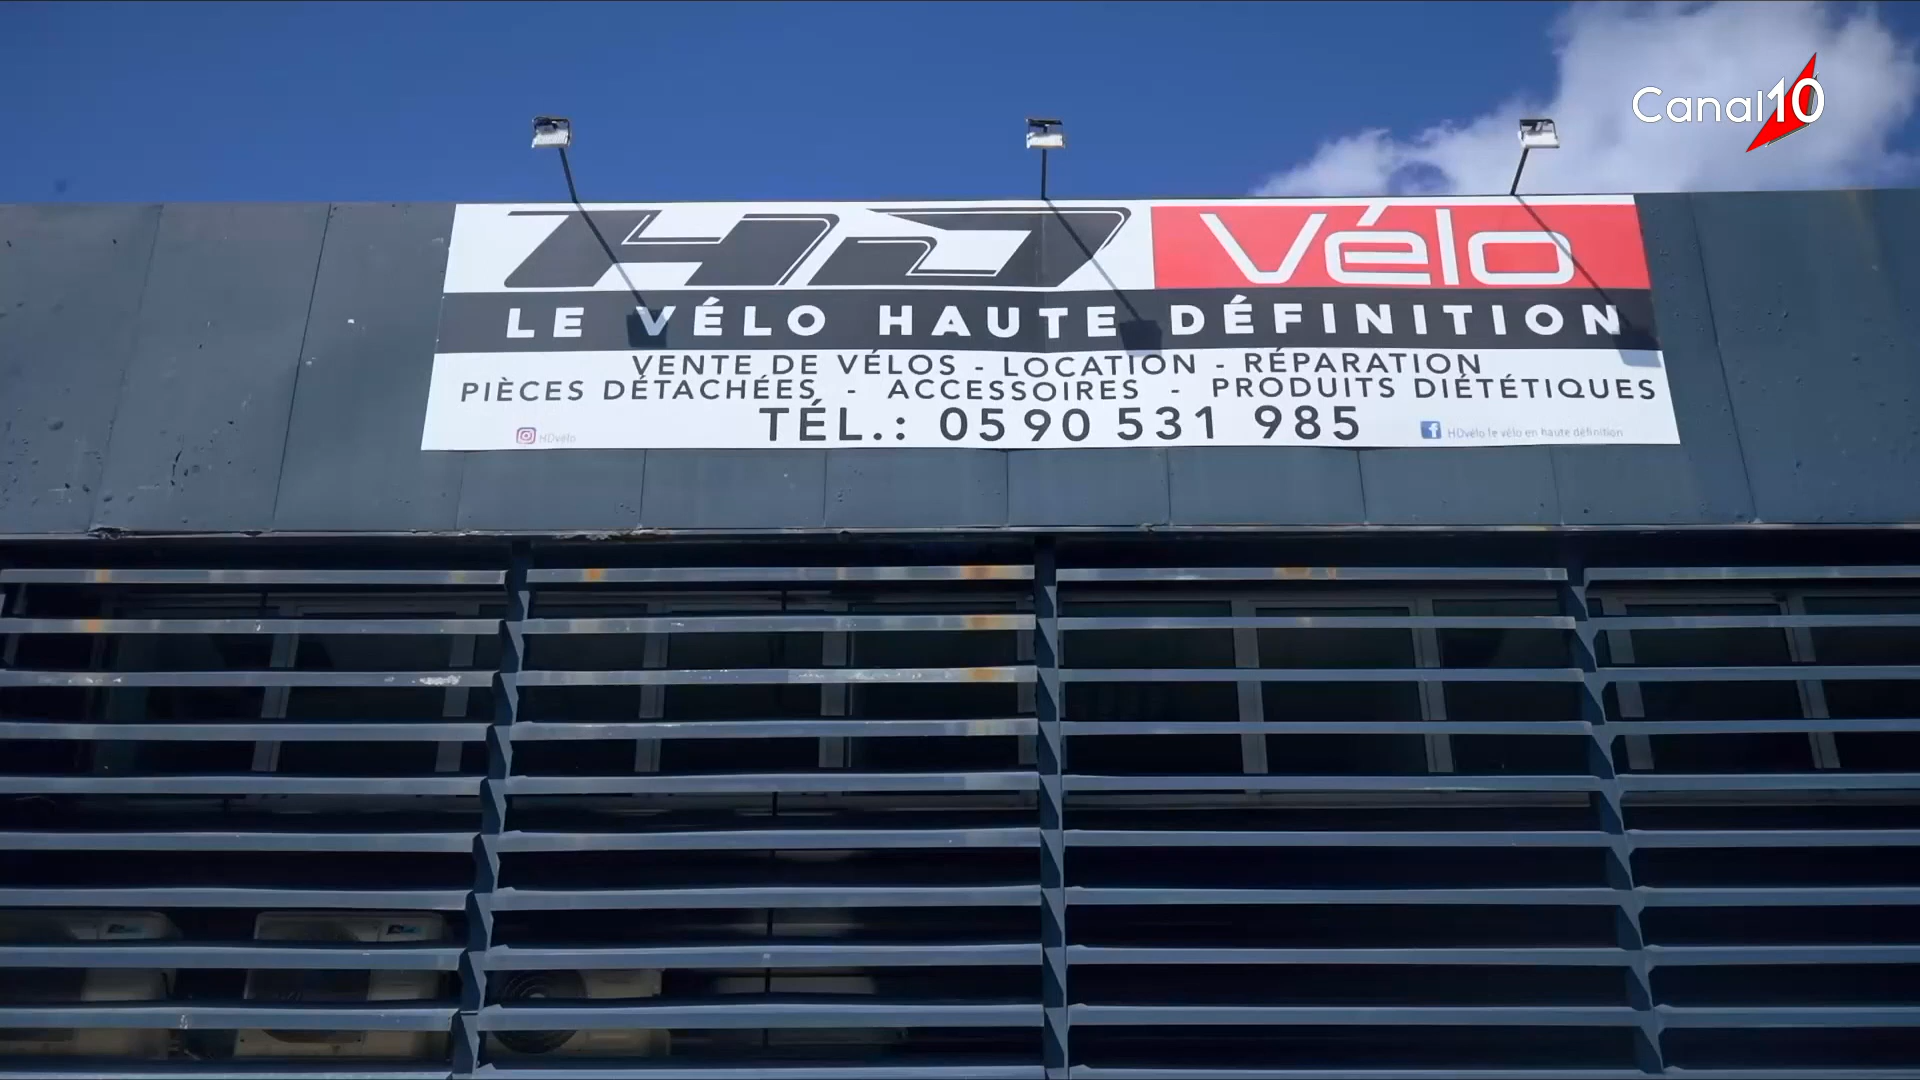 Canal10
HD Vélo
LE VÉLO HAUTE DÉFINITION
VENTE DE VÉLOS - LOCATION - RÉPARATION
PIÈCES DÉTACHÉES - ACCESSOIRES - PRODUITS DIÉTÉTIQUES
TÉL.: 0590 531 985
HDvélo
HDvélo le vélo en haute définition